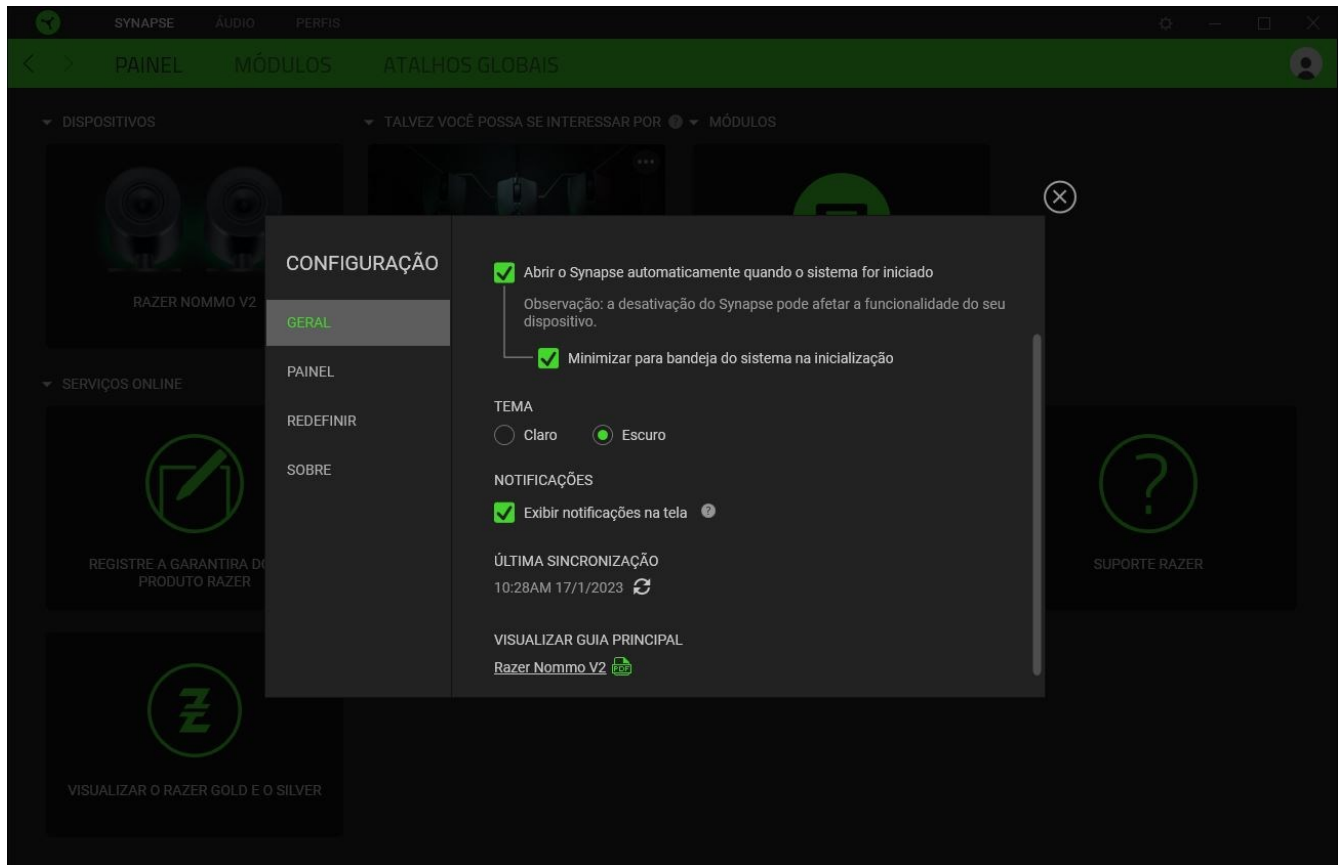 SYNAPSE ÁUDIO PERFIS
PAINEL MÓDULOS ATALHOS GLOBAIS
DISPOSITIVOS
TALVEZ VOCÊ POSSA SE INTERESSAR POR ?
MÓDULOS
RAZER NOMMO V2
SERVIÇOS ONLINE
REGISTRE A GARANTIRA
PRODUTO RAZER
SUPORTE RAZER
VISUALIZAR O RAZER GOLD E O SILVER
CONFIGURAÇÃO
GERAL
PAINEL
REDEFINIR
SOBRE
Abrir o Synapse automaticamente quando o sistema for iniciado
Observação: a desativação do Synapse pode afetar a funcionalidade do seu
dispositivo.
Minimizar para bandeja do sistema na inicialização
TEMA
Claro Escuro
NOTIFICAÇÕES
Exibir notificações na tela ?
ÚLTIMA SINCRONIZAÇÃO
10:28AM 17/1/2023
VISUALIZAR GUIA PRINCIPAL
Razer Nommo V2 PDF